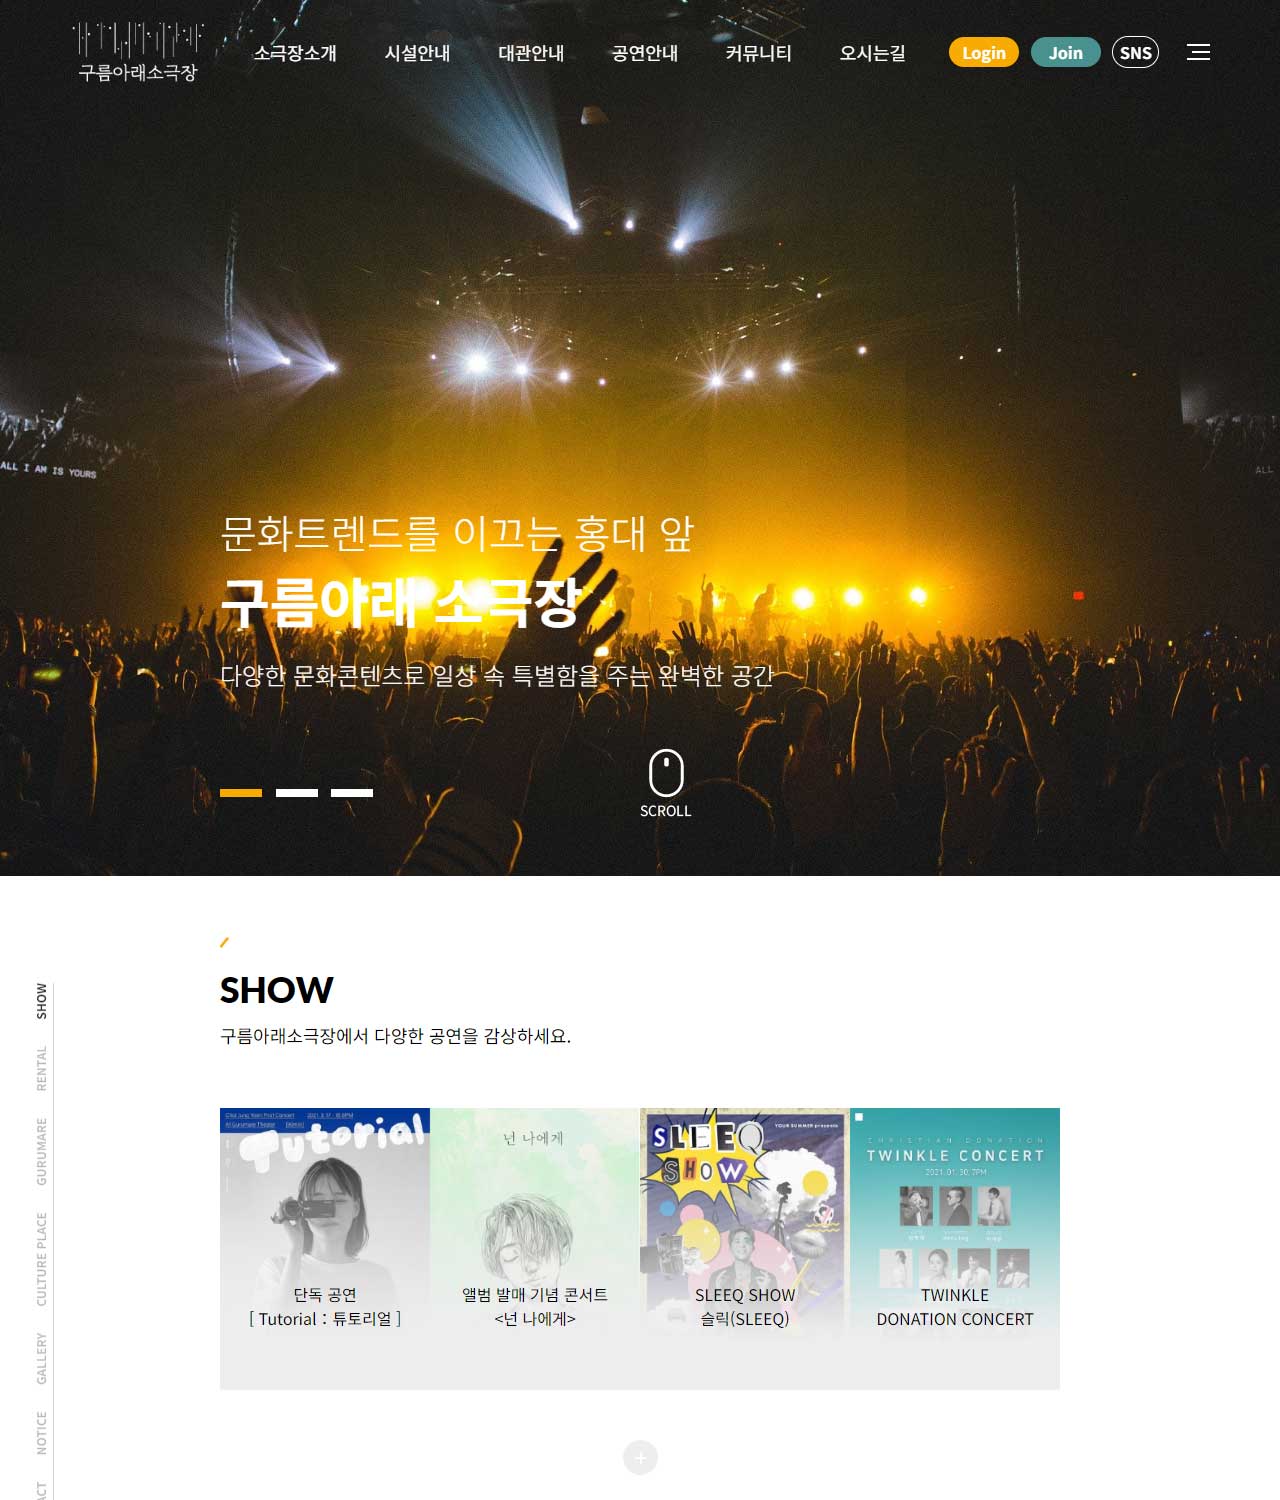 구름아래소극장
소극장소개 시설안내 대관안내 공연안내 커뮤니티 오시는길 Login Join SNS
ALL I AM IS YOURS
ALL
문화트렌드를 이끄는 홍대 앞
구름아래 소극장
다양한 문화콘텐츠로 일상 속 특별함을 주는 완벽한 공간
SCROLL
SHOW
구름아래소극장에서 다양한 공연을 감상하세요.
SHOW
RENTAL
GURUMARE
CULTURE PLACE
GALLERY
NOTICE
Tutorial
단독 공연
[ Tutorial : 튜토리얼 ]
넌 나에게
앨범 발매 기념 콘서트
<넌 나에게>
YOUR SUMMER presents
SLEEQ
SHOW
SLEEQ SHOW
슬릭(SLEEQ)
CHRISTIAN DONATION
TWINKLE CONCERT
2021. 01. 30. 7PM
TWINKLE
DONATION CONCERT
+